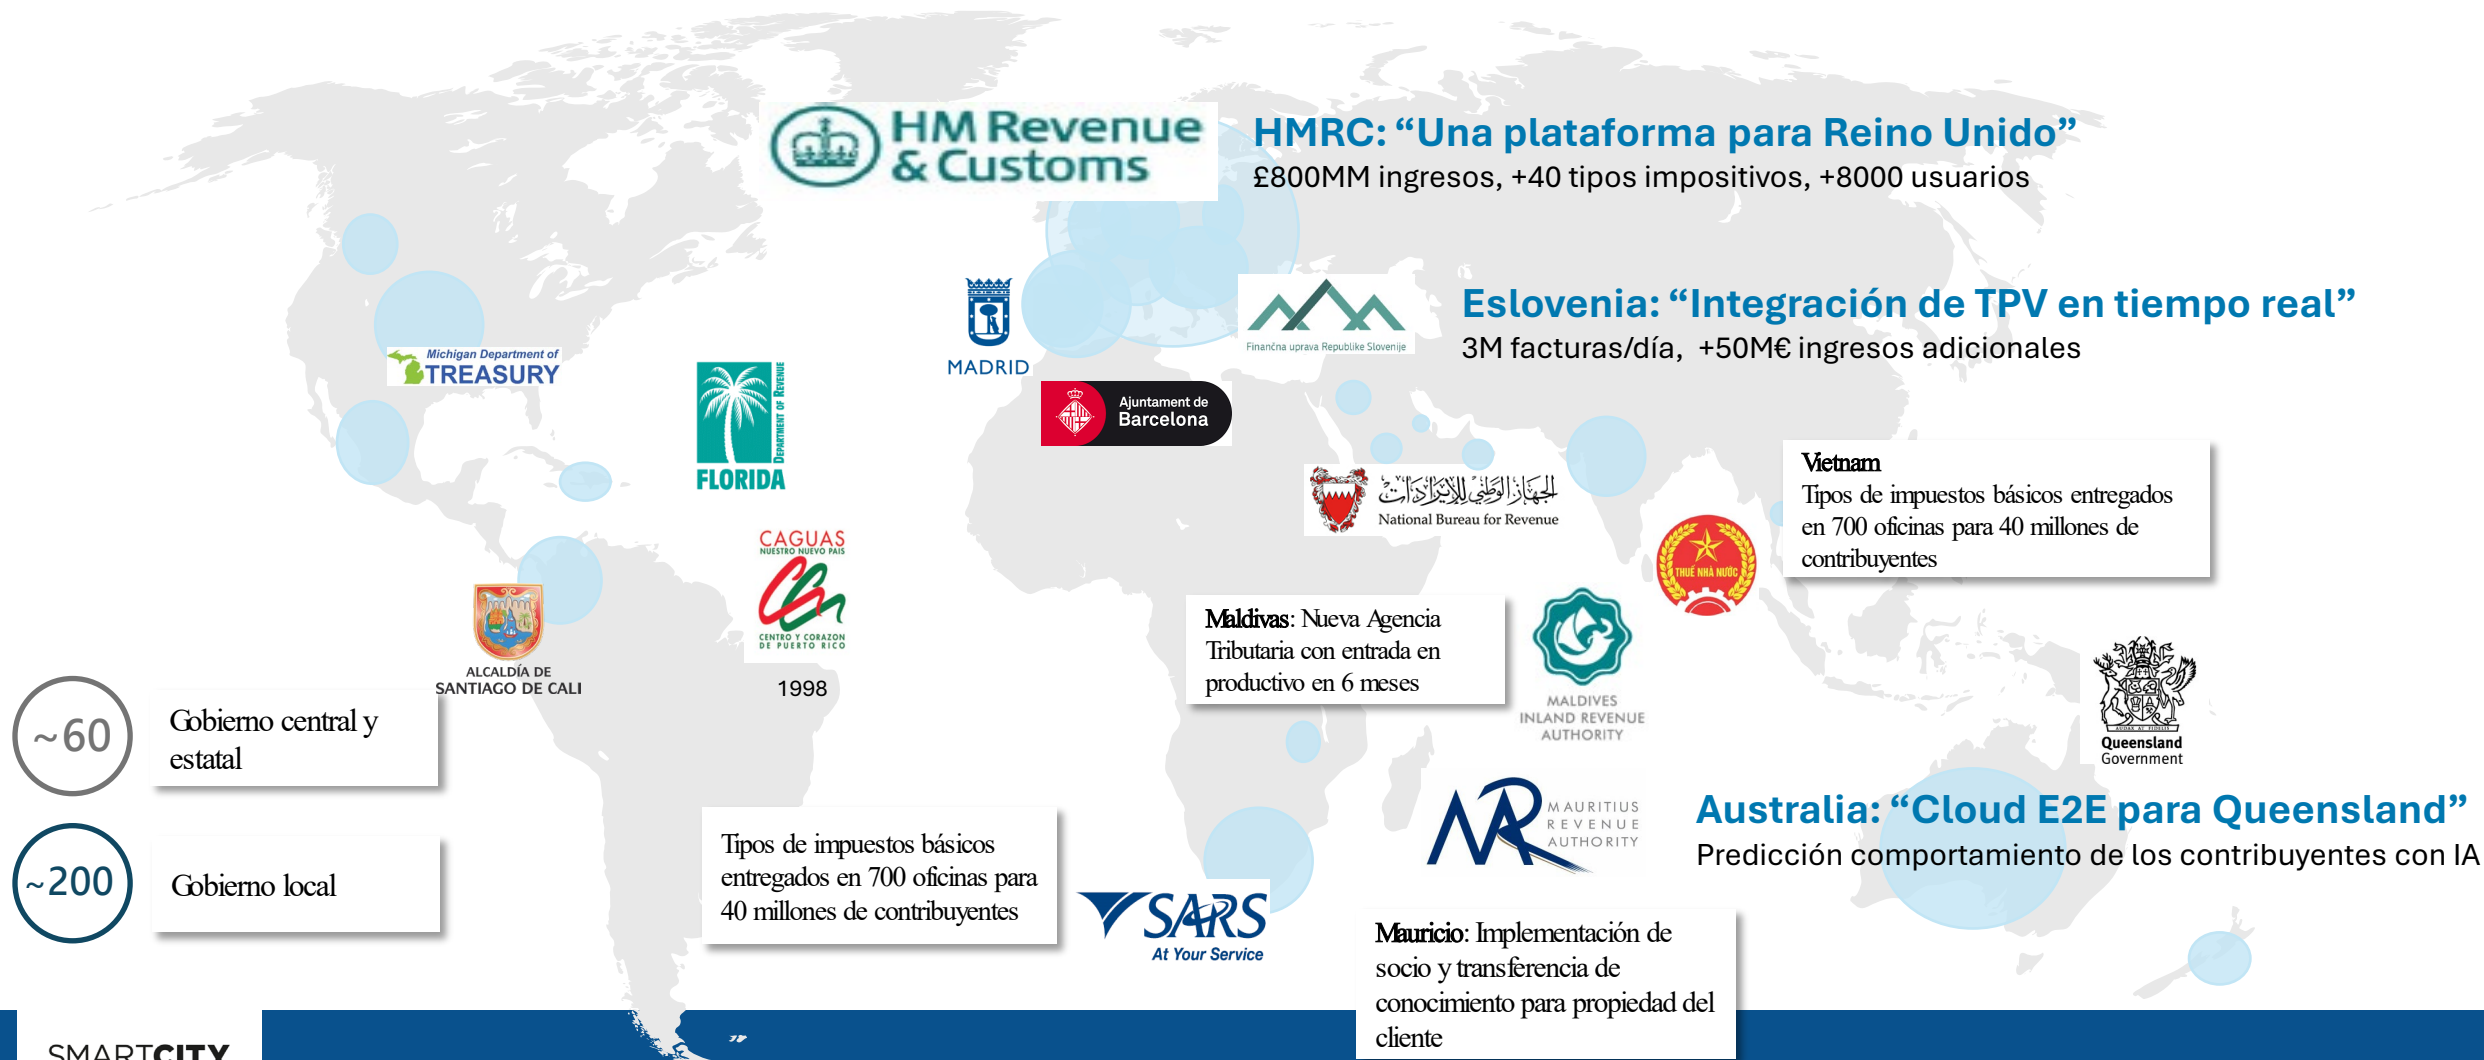 HM Revenue
& Customs
HMRC: “Una plataforma para Reino Unido”
£800MM ingresos, +40 tipos impositivos, +8000 usuarios
MADRID
Finančna uprava Republike Slovenije
Eslovenia: “Integración de TPV en tiempo real”
3M facturas/día, +50M€ ingresos adicionales
Michigan Department of
TREASURY
DEPARTMENT OF REVENUE
FLORIDA
Ajuntament de
Barcelona
الجهاز الوطني للإيرادات
National Bureau for Revenue
Vietnam
Tipos de impuestos básicos entregados
en 700 oficinas para 40 millones de
contribuyentes
THUẾ NHÀ NƯỚC
CAGUAS
NUESTRO NUEVO PAIS
CENTRO Y CORAZON
DE PUERTO RICO
1998
ALCALDÍA DE
SANTIAGO DE CALI
Maldivas: Nueva Agencia
Tributaria con entrada en
productivo en 6 meses
MALDIVES
INLAND REVENUE
AUTHORITY
AUDAX AT FIDELIS
Queensland
Government
~60
Gobierno central y
estatal
~200
Gobierno local
Tipos de impuestos básicos
entregados en 700 oficinas para
40 millones de contribuyentes
SARS
At Your Service
MAURITIUS
REVENUE
AUTHORITY
Australia: “Cloud E2E para Queensland”
Predicción comportamiento de los contribuyentes con IA
Mauricio: Implementación de
socio y transferencia de
conocimiento para propiedad del
cliente
SMARTCITY